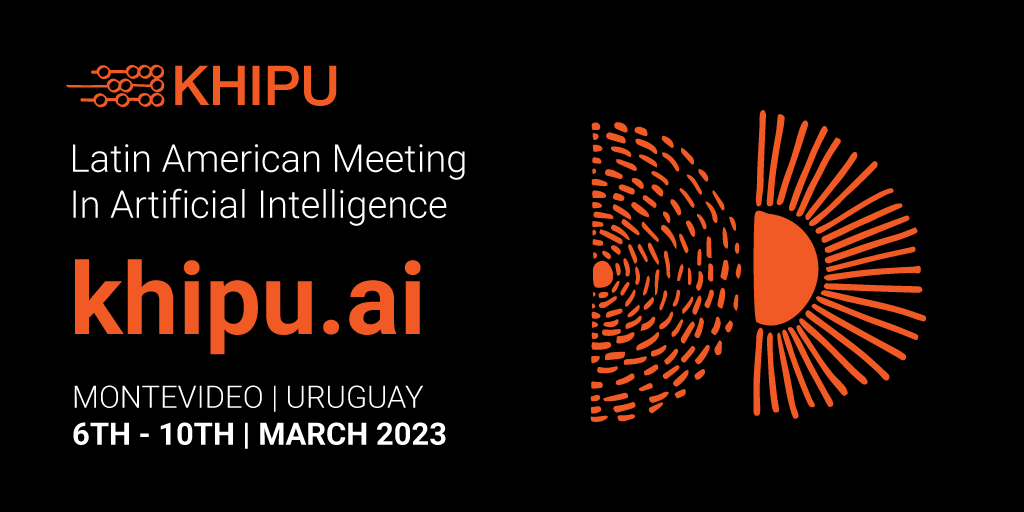 KHIPU
Latin American Meeting
In Artificial Intelligence
khipu.ai
MONTEVIDEO | URUGUAY
6TH - 10TH | MARCH 2023